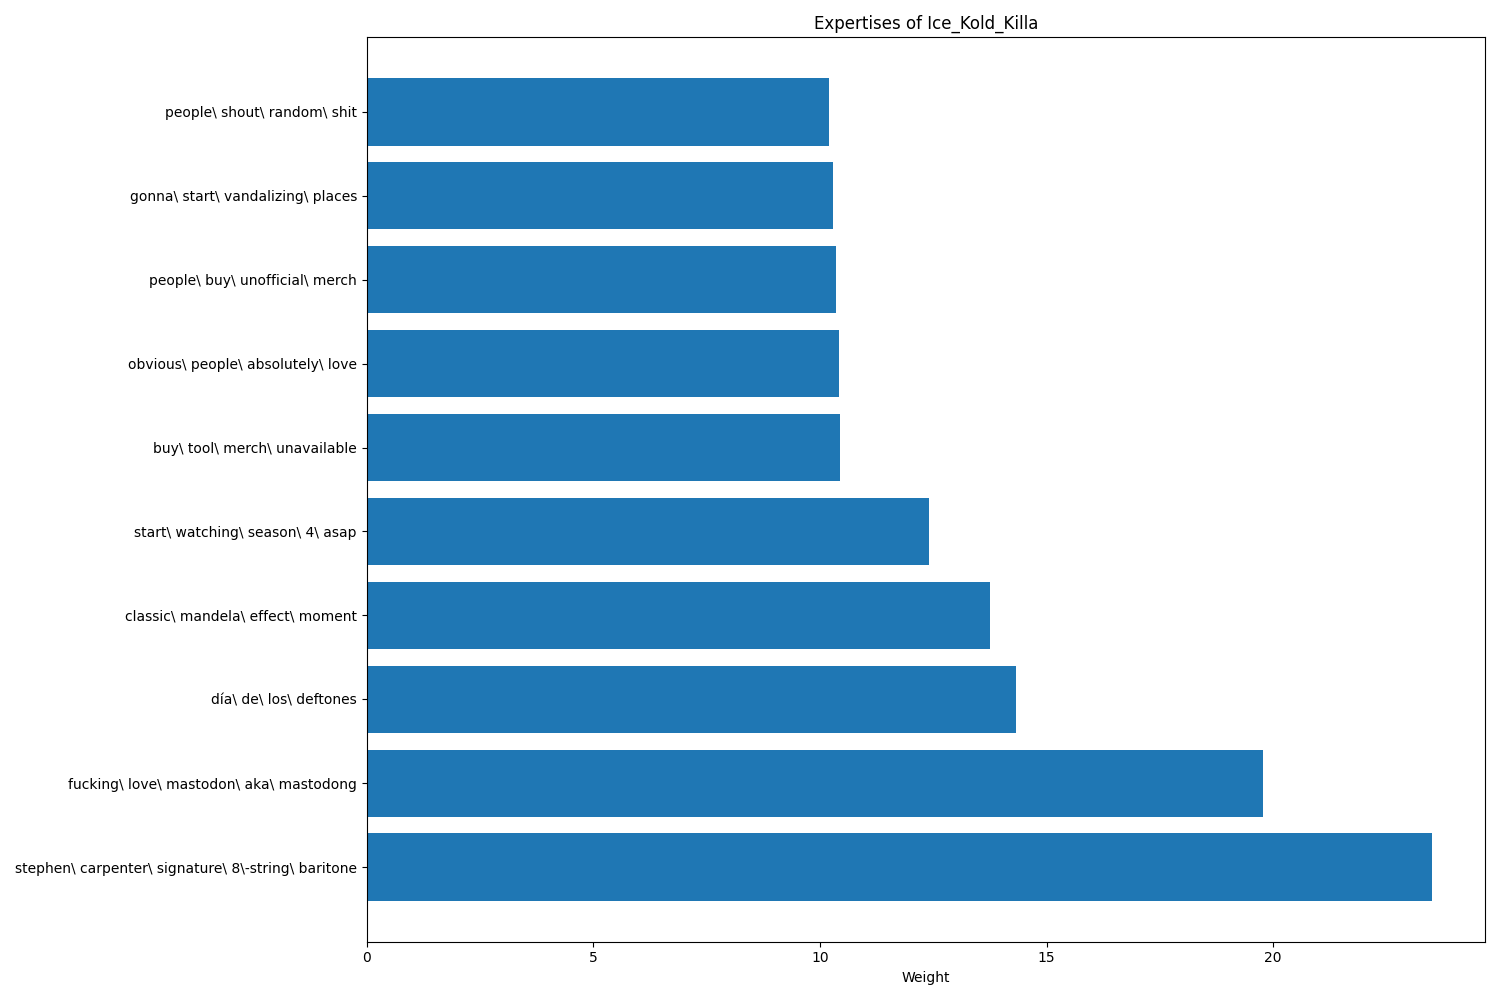 Expertises of Ice_Kold_Killa
people\ shout\ random\ shit
gonna\ start\ vandalizing\ places
people\ buy\ unofficial\ merch
obvious\ people\ absolutely\ love
buy\ tool\ merch\ unavailable
start\ watching\ season\ 4\ asap
classic\ mandela\ effect\ moment
día\ de\ los\ deftones
fucking\ love\ mastodon\ aka\ mastodong
stephen\ carpenter\ signature\ 8\-string\ baritone
0 5 10 15 20
Weight